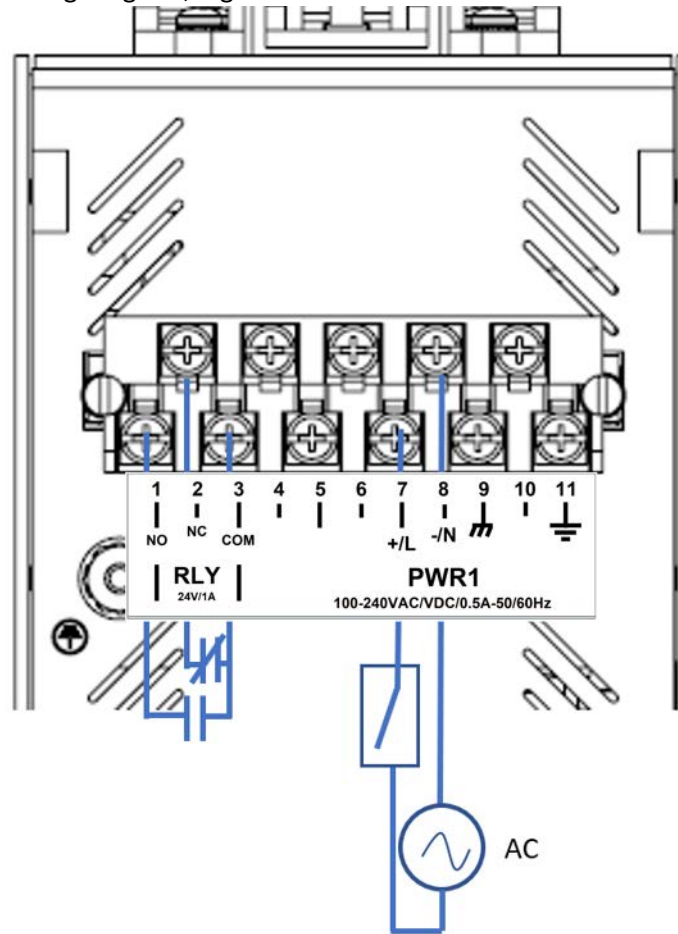 1 2 3 4 5 6 7 8 9 10 11
NO NC COM +/L -/N
RLY PWR1
24V/1A 100-240VAC/VDC/0.5A-50/60Hz
AC